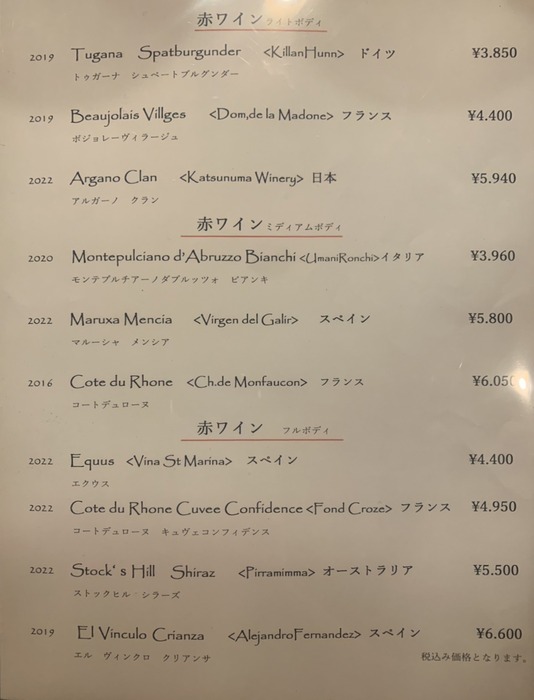 赤ワイン ライトボディ
2019 Tugana Spatburgunder <KillanHunn> ドイツ ¥3.850
トゥガーナ シュペートブルグンダー
2019 Beaujolais Villges <Dom,de la Madone> フランス ¥4.400
ボジョレーヴィラージュ
2022 Argano Clan <Katsunuma Winery> 日本 ¥5.940
アルガーノ クラン
赤ワイン ミディアムボディ
2020 Montepulciano d'Abruzzo Bianchi <UmaniRonchi>イタリア ¥3.960
モンテプルチアーノダブルッツォ ビアンキ
2022 Maruxa Mencia <Virgen del Galir> スペイン ¥5.800
マルーシャ メンシア
2016 Cote du Rhone <Ch.de Monfaucon> フランス ¥6.050
コートデュローヌ
赤ワイン フルボディ
2022 Equus <Vina St Marina> スペイン ¥4.400
エクウス
2022 Cote du Rhone Cuvee Confidence <Fond Croze> フランス ¥4.950
コートデュローヌ キュヴェコンフィデンス
2022 Stock's Hill Shiraz <Pirramimma> オーストラリア ¥5.500
ストックヒル シラーズ
2019 El Vinculo Crianza <AlejandroFernandez> スペイン ¥6.600
エル ヴィンクロ クリアンサ 税込み価格となります。